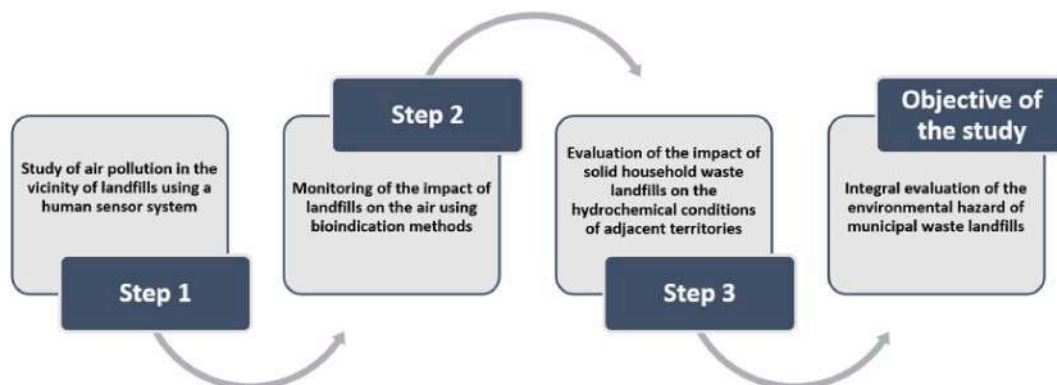 Study of air pollution in the
vicinity of landfills using a
human sensor system
Step 1
Step 2
Monitoring of the impact of
landfills on the air using
bioindication methods
Evaluation of the impact of
solid household waste
landfills on the
hydrochemical conditions
of adjacent territories
Step 3
Objective of
the study
Integral evaluation of the
environmental hazard of
municipal waste landfills